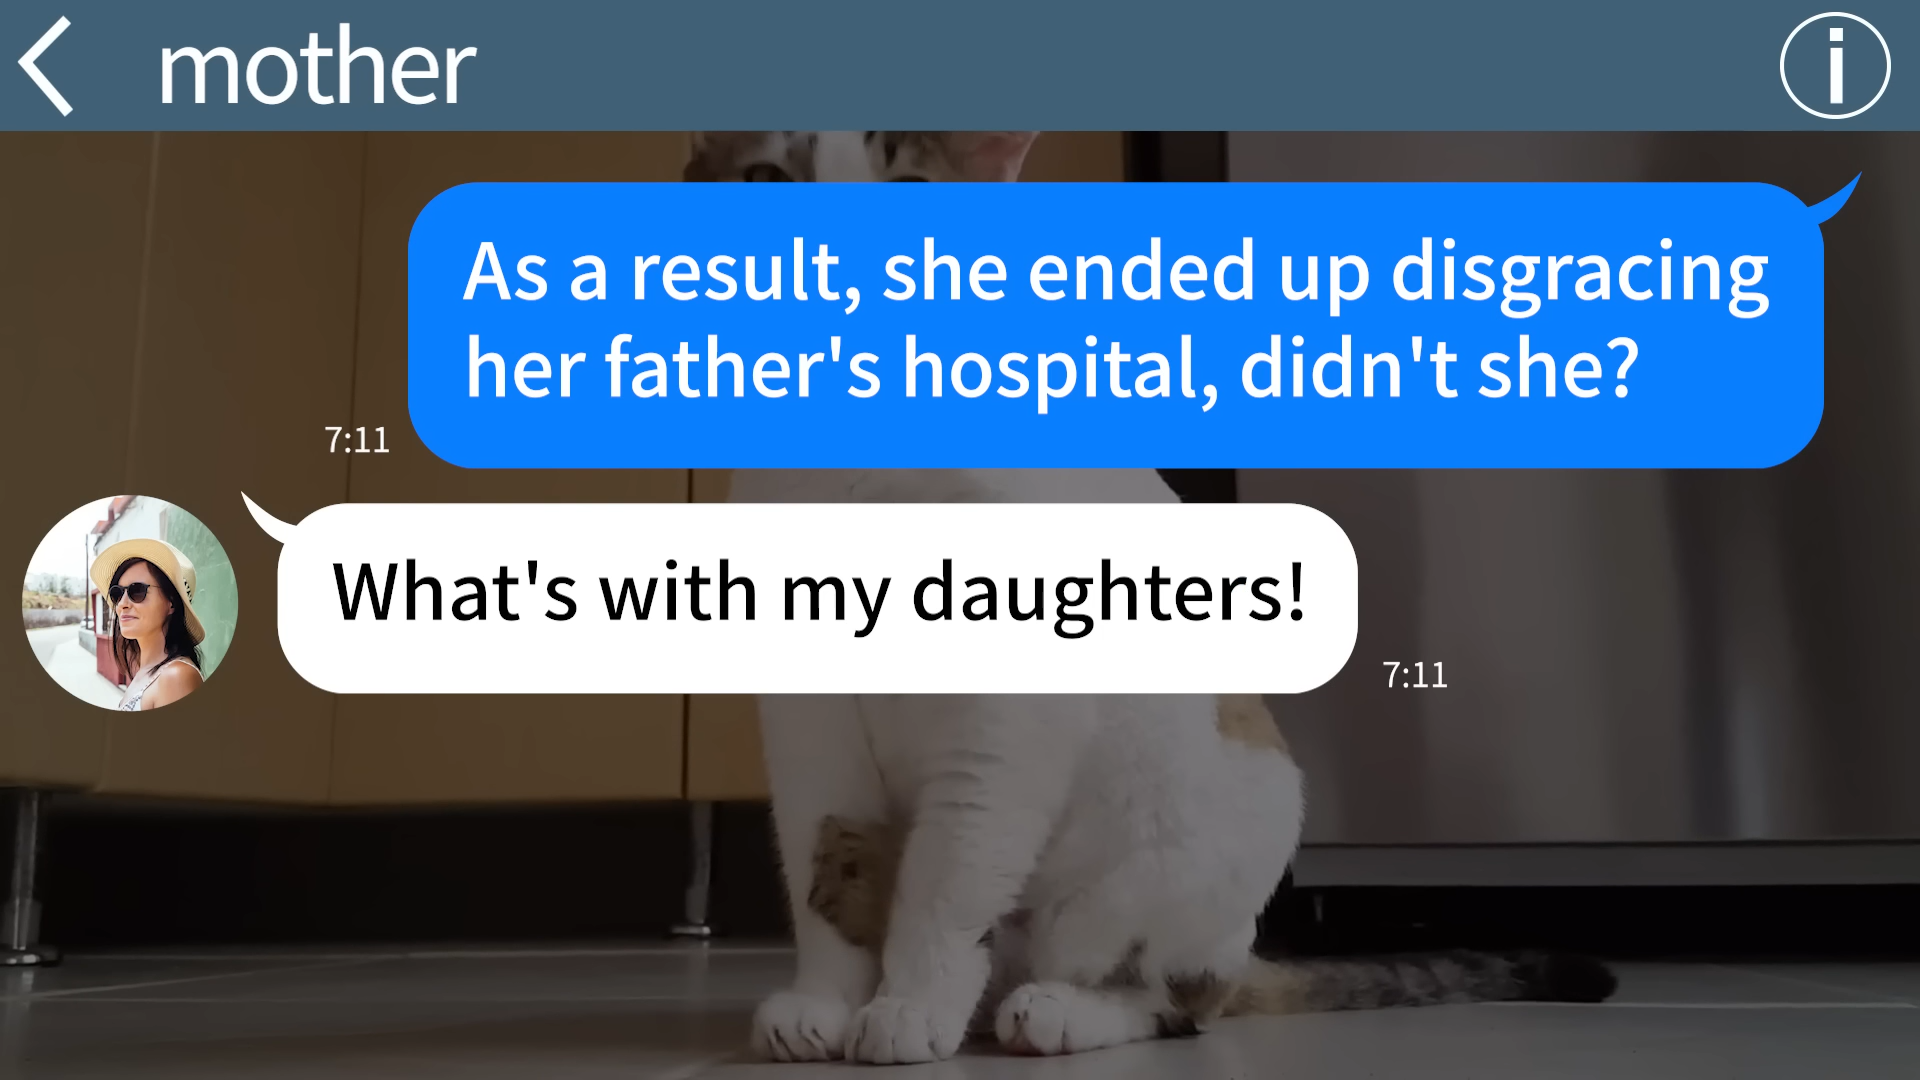 mother
As a result, she ended up disgracing
her father's hospital, didn't she?
7:11
What's with my daughters!
7:11